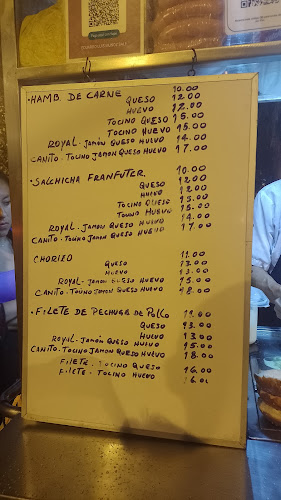 • HAMB. DE CARNE 10.00
QUESO 12.00
HUEVO 12.00
TOCINO QUESO 15.00
• TOCINO HUEVO 15.00
ROYAL - JAMÓN QUESO HUEVO 14.00
CANITO - TOCINO JAMON QUESO HUEVO 17.00
• SALCHICHA FRANFUTER 10.00
QUESO 12.00
HUEVO 12.00
TOCINO QUESO 15.00
TOCINO HUEVO 15.00
ROYAL - JAMON QUESO HUEVO 14.00
CANITO - TOCINO JAMON QUESO HUEVO 17.00
CHORIZO 11.00
QUESO 13.00
HUEVO 13.00
ROYAL - JAMON QUESO HUEVO 15.00
CANITO - TOCINO JAMON QUESO HUEVO 18.00
• FILETE DE PECHUGA DE POLLO 11.00
QUESO 13.00
HUEVO 13.00
ROYAL - JAMÓN QUESO HUEVO 15.00
CANITO - TOCINO JAMON QUESO HUEVO 18.00
FILETE - TOCINO QUESO 16.00
FILETE - TOCINO HUEVO 16.00